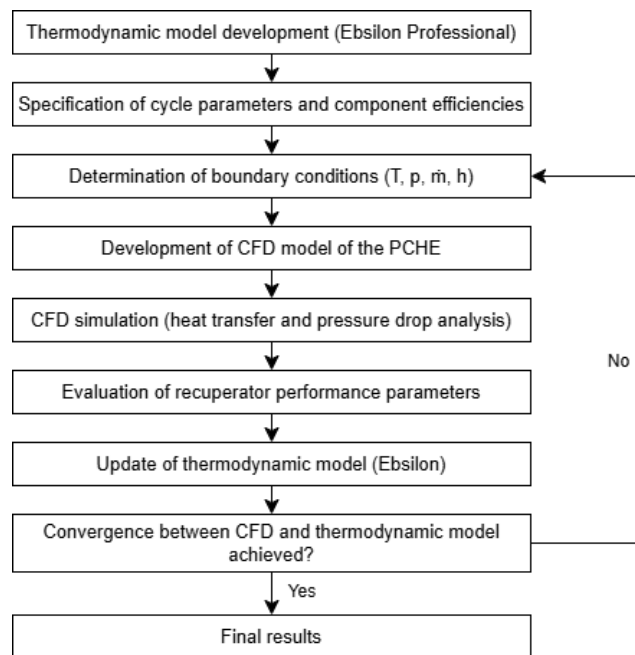 Thermodynamic model development (Ebsilon Professional)
Specification of cycle parameters and component efficiencies
Determination of boundary conditions (T, p, ṁ, h)
Development of CFD model of the PCHE
CFD simulation (heat transfer and pressure drop analysis)
No
Evaluation of recuperator performance parameters
Update of thermodynamic model (Ebsilon)
Convergence between CFD and thermodynamic model
achieved?
Yes
Final results